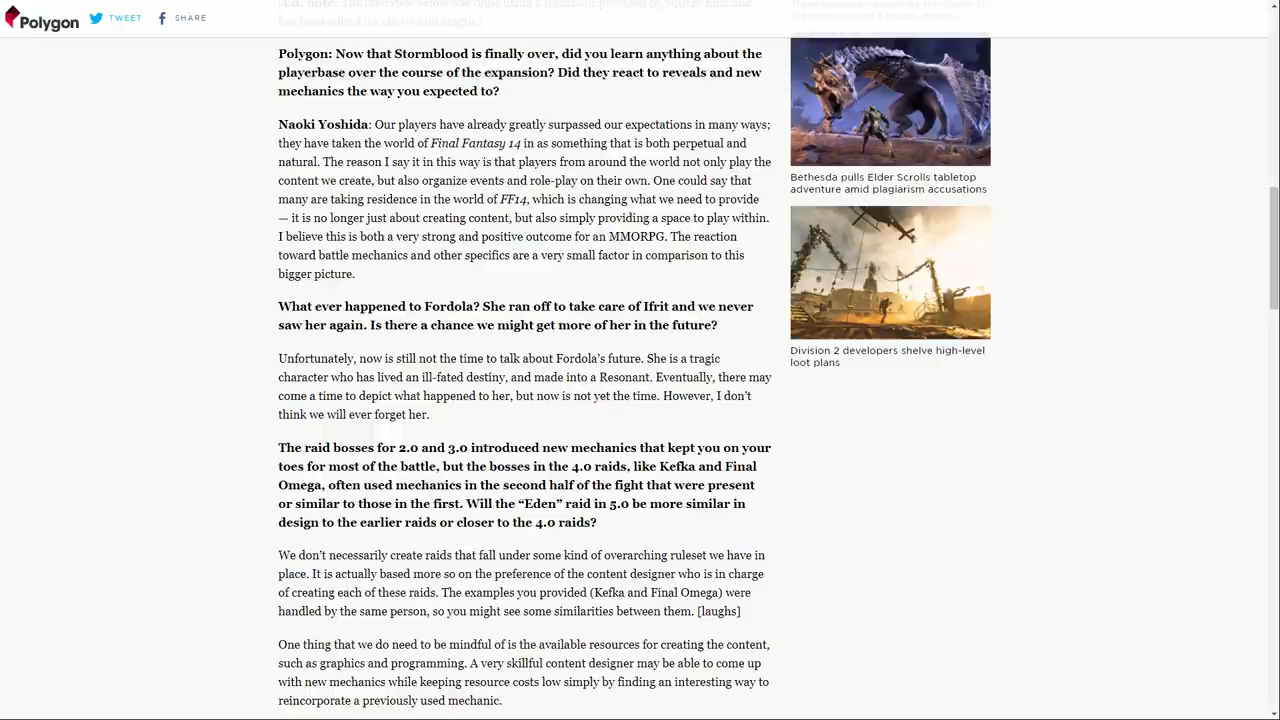 Polygon
TWEET
SHARE
Polygon: Now that Stormblood is finally over, did you learn anything about the
playerbase over the course of the expansion? Did they react to reveals and new
mechanics the way you expected to?
Naoki Yoshida: Our players have already greatly surpassed our expectations in many ways;
they have taken the world of Final Fantasy 14 in as something that is both perpetual and
natural. The reason I say it in this way is that players from around the world not only play the
content we create, but also organize events and role-play on their own. One could say that
many are taking residence in the world of FF14, which is changing what we need to provide
— it is no longer just about creating content, but also simply providing a space to play within.
I believe this is both a very strong and positive outcome for an MMORPG. The reaction
toward battle mechanics and other specifics are a very small factor in comparison to this
bigger picture.
What ever happened to Fordola? She ran off to take care of Ifrit and we never
saw her again. Is there a chance we might get more of her in the future?
Unfortunately, now is still not the time to talk about Fordola's future. She is a tragic
character who has lived an ill-fated destiny, and made into a Resonant. Eventually, there may
come a time to depict what happened to her, but now is not yet the time. However, I don't
think we will ever forget her.
The raid bosses for 2.0 and 3.0 introduced new mechanics that kept you on your
toes for most of the battle, but the bosses in the 4.0 raids, like Kefka and Final
Omega, often used mechanics in the second half of the fight that were present
or similar to those in the first. Will the “Eden” raid in 5.0 be more similar in
design to the earlier raids or closer to the 4.0 raids?
We don't necessarily create raids that fall under some kind of overarching ruleset we have in
place. It is actually based more so on the preference of the content designer who is in charge
of creating each of these raids. The examples you provided (Kefka and Final Omega) were
handled by the same person, so you might see some similarities between them. [laughs]
One thing that we do need to be mindful of is the available resources for creating the content,
such as graphics and programming. A very skillful content designer may be able to come up
with new mechanics while keeping resource costs low simply by finding an interesting way to
reincorporate a previously used mechanic.
Bethesda pulls Elder Scrolls tabletop
adventure amid plagiarism accusations
Division 2 developers shelve high-level
loot plans